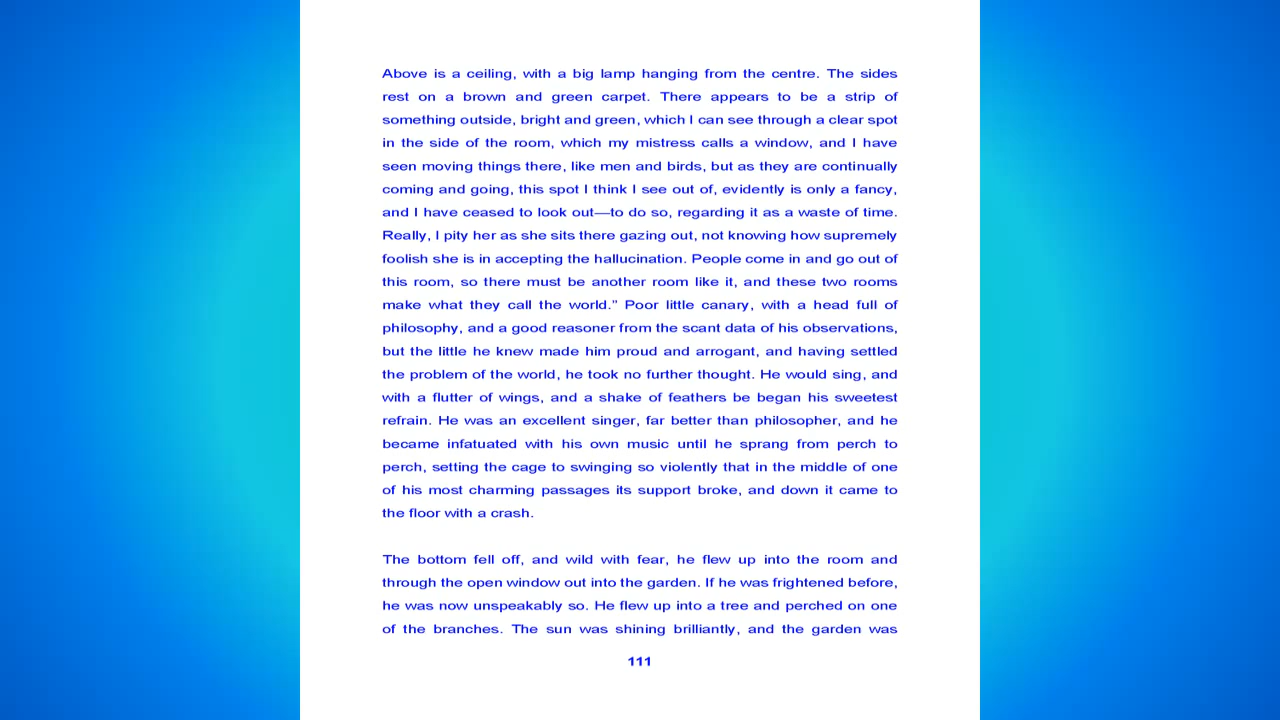 Above is a ceiling, with a big lamp hanging from the centre. The sides
rest on a brown and green carpet. There appears to be a strip of
something outside, bright and green, which I can see through a clear spot
in the side of the room, which my mistress calls a window, and I have
seen moving things there, like men and birds, but as they are continually
coming and going, this spot I think I see out of, evidently is only a fancy,
and I have ceased to look out—to do so, regarding it as a waste of time.
Really, I pity her as she sits there gazing out, not knowing how supremely
foolish she is in accepting the hallucination. People come in and go out of
this room, so there must be another room like it, and these two rooms
make what they call the world.” Poor little canary, with a head full of
philosophy, and a good reasoner from the scant data of his observations,
but the little he knew made him proud and arrogant, and having settled
the problem of the world, he took no further thought. He would sing, and
with a flutter of wings, and a shake of feathers be began his sweetest
refrain. He was an excellent singer, far better than philosopher, and he
became infatuated with his own music until he sprang from perch to
perch, setting the cage to swinging so violently that in the middle of one
of his most charming passages its support broke, and down it came to
the floor with a crash.
The bottom fell off, and wild with fear, he flew up into the room and
through the open window out into the garden. If he was frightened before,
he was now unspeakably so. He flew up into a tree and perched on one
of the branches. The sun was shining brilliantly, and the garden was
111